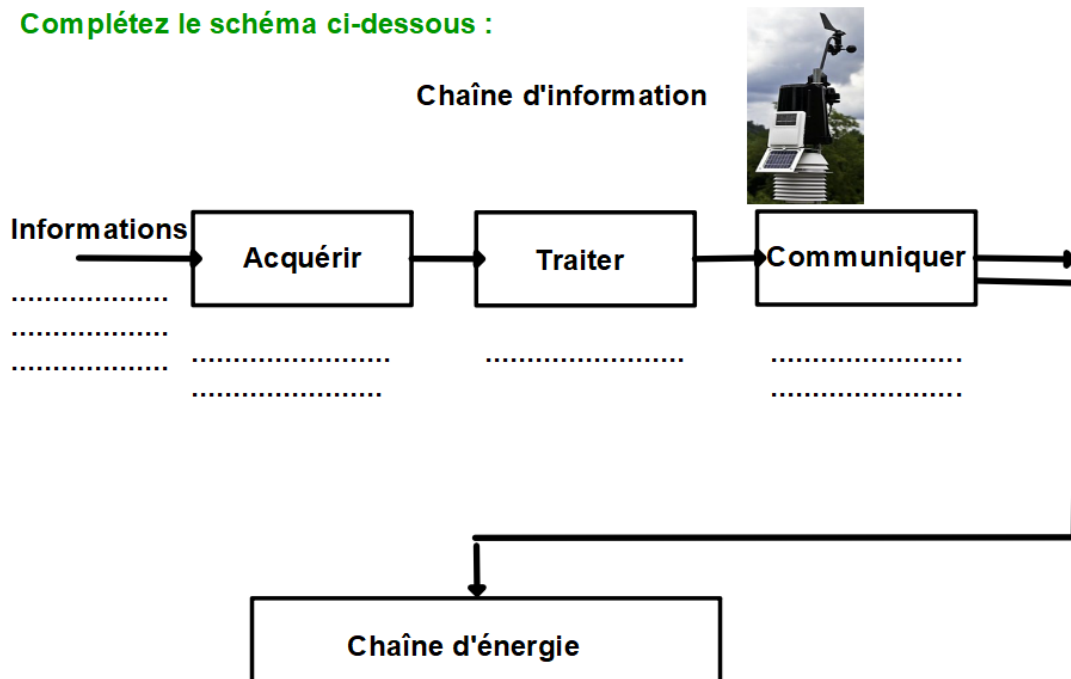 Complétez le schéma ci-dessous :
Chaîne d'information
Informations
Acquérir
Traiter
Communiquer
...................
...................
...................
........................
.......................
........................
.......................
.......................
Chaîne d'énergie